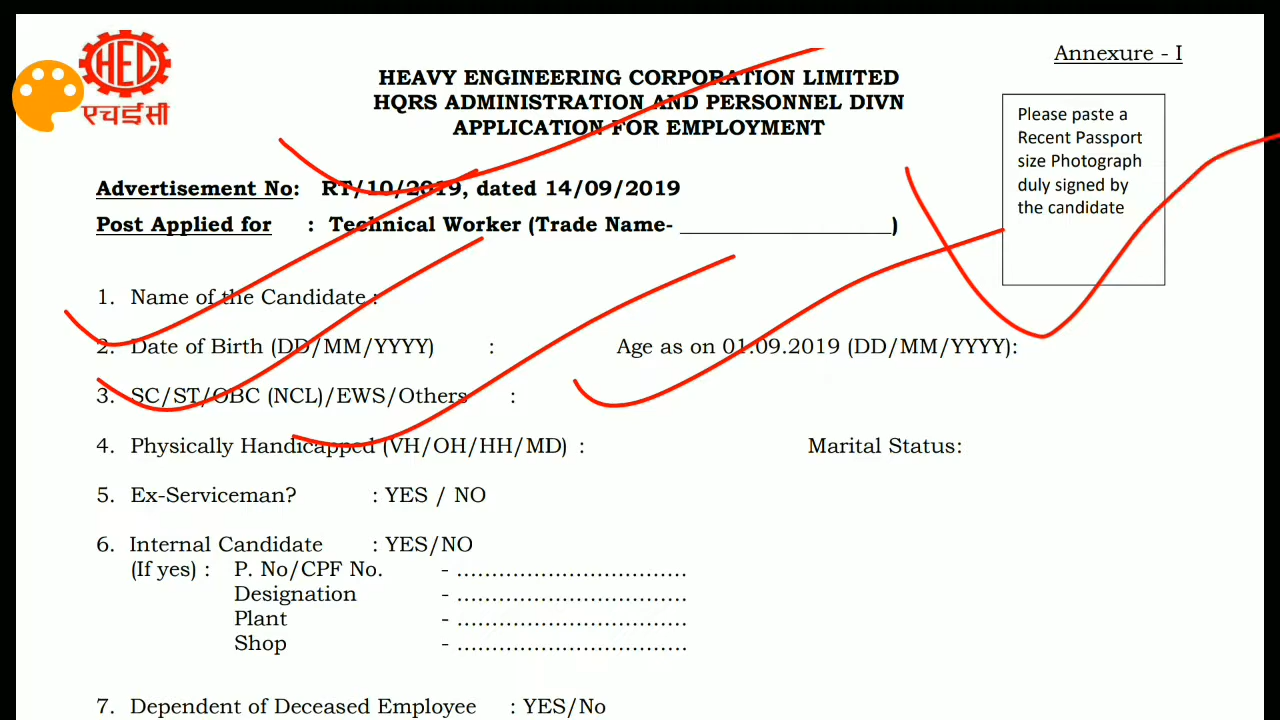 HEC
एचईसी
Annexure - I
HEAVY ENGINEERING CORPORATION LIMITED
HQRS ADMINISTRATION AND PERSONNEL DIVN
APPLICATION FOR EMPLOYMENT
Please paste a
Recent Passport
size Photograph
duly signed by
the candidate
Advertisement No: RT/10/2019, dated 14/09/2019
Post Applied for : Technical Worker (Trade Name- ___________________)
1. Name of the Candidate :
2. Date of Birth (DD/MM/YYYY) : Age as on 01.09.2019 (DD/MM/YYYY):
3. SC/ST/OBC (NCL)/EWS/Others :
4. Physically Handicapped (VH/OH/HH/MD) : Marital Status:
5. Ex-Serviceman? : YES / NO
6. Internal Candidate : YES/NO
(If yes) : P. No/CPF No. - .................................
Designation - .................................
Plant - .................................
Shop - .................................
7. Dependent of Deceased Employee : YES/No